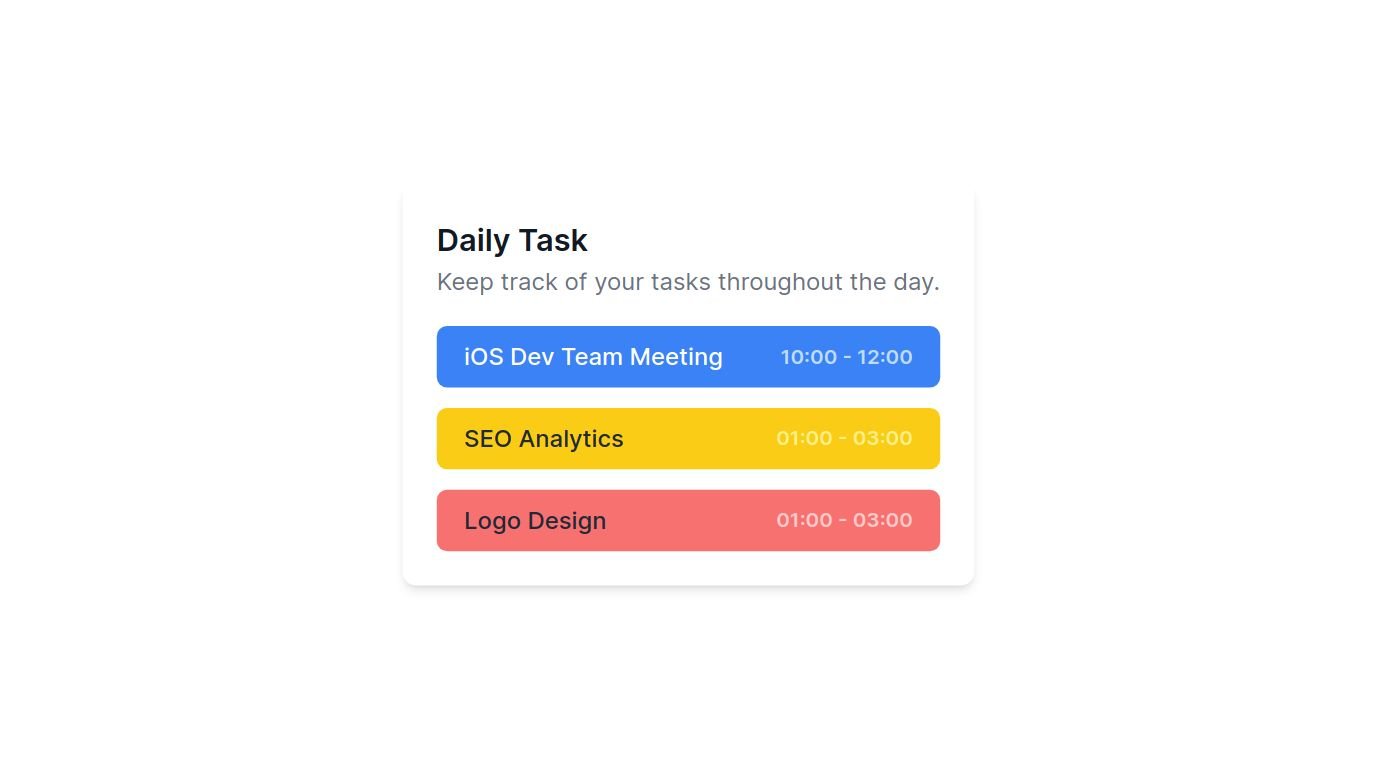 Daily Task
Keep track of your tasks throughout the day.
iOS Dev Team Meeting 10:00 - 12:00
SEO Analytics 01:00 - 03:00
Logo Design 01:00 - 03:00